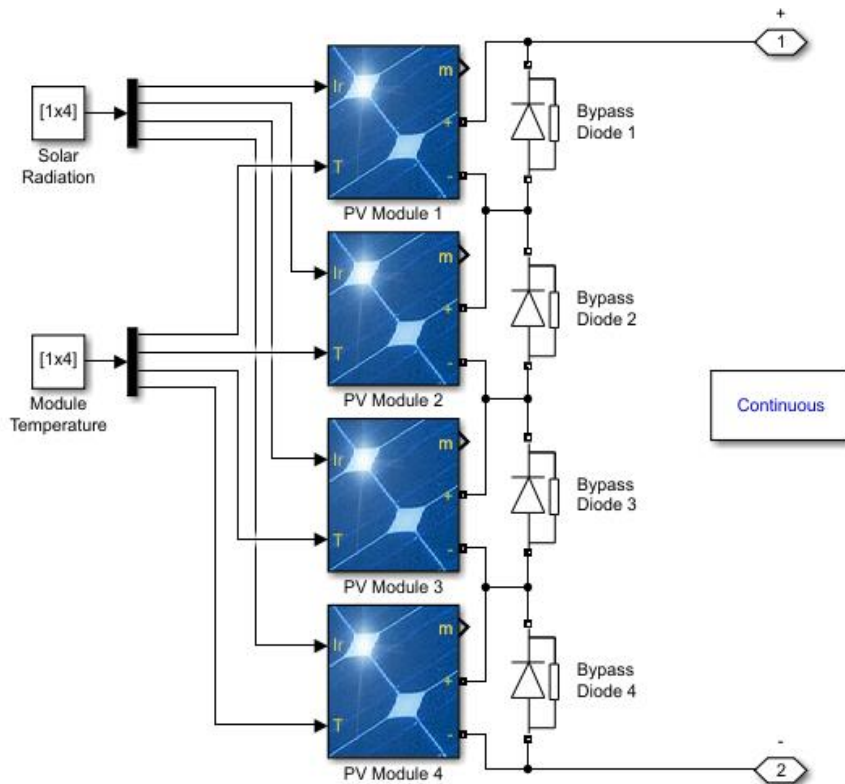 +
1
m
Ir
+
T
-
PV Module 1
Bypass
Diode 1
[1x4]
Solar
Radiation
m
Ir
+
T
-
PV Module 2
Bypass
Diode 2
[1x4]
Module
Temperature
Continuous
m
Ir
+
T
-
PV Module 3
Bypass
Diode 3
m
Ir
+
T
-
PV Module 4
Bypass
Diode 4
-
2